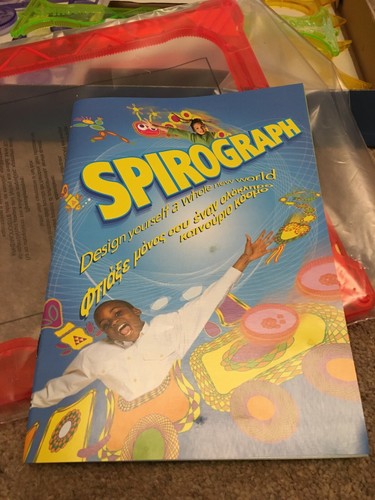 SPIROGRAPH
Design yourself a whole new world
Φτιάξε μόνος σου έναν ολόκληρο
καινούριο κόσμο